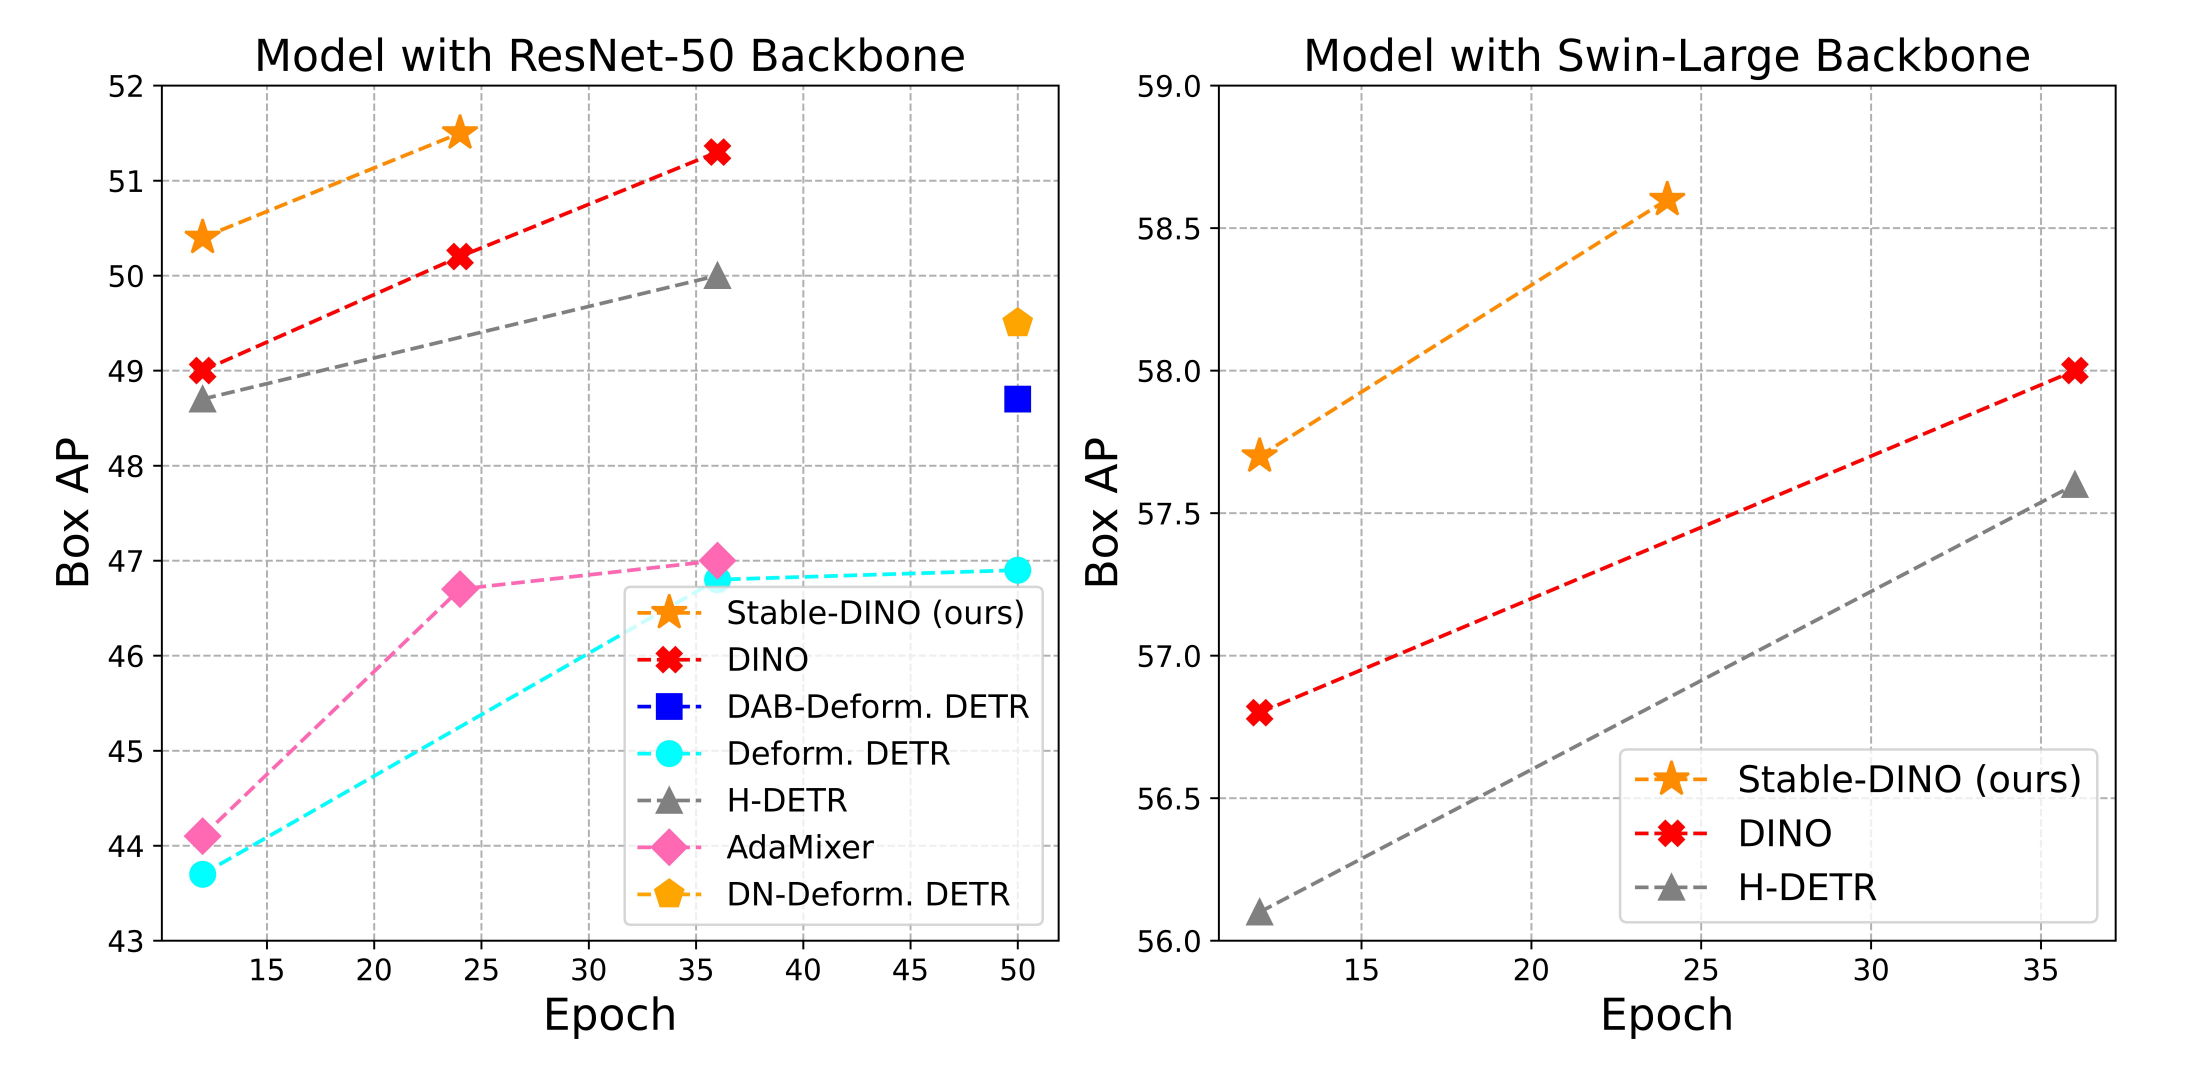 Model with ResNet-50 Backbone
52
51
50
49
48
47
46
45
44
43
Box AP
15 20 25 30 35 40 45 50
Epoch
Stable-DINO (ours)
DINO
DAB-Deform. DETR
Deform. DETR
H-DETR
AdaMixer
DN-Deform. DETR
Model with Swin-Large Backbone
59.0
58.5
58.0
57.5
57.0
56.5
56.0
Box AP
15 20 25 30 35
Epoch
Stable-DINO (ours)
DINO
H-DETR